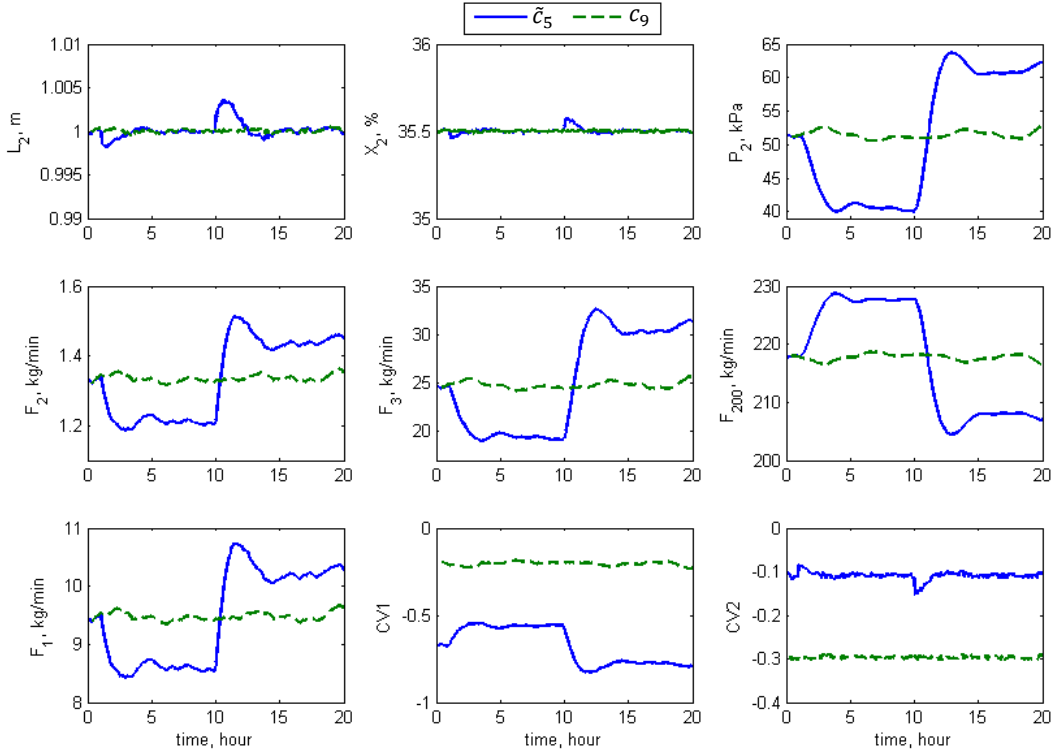 c̃₅ c₉
L₂, m
1.01
1.005
1
0.995
0.99
0 5 10 15 20
X₂, %
36
35.5
35
0 5 10 15 20
P₂, kPa
65
60
55
50
45
40
0 5 10 15 20
F₂, kg/min
1.6
1.4
1.2
0 5 10 15 20
F₃, kg/min
35
30
25
20
0 5 10 15 20
F₂₀₀, kg/min
230
220
210
200
0 5 10 15 20
F₁, kg/min
11
10
9
8
0 5 10 15 20
time, hour
CV1
0
-0.5
-1
0 5 10 15 20
time, hour
CV2
0
-0.1
-0.2
-0.3
-0.4
0 5 10 15 20
time, hour